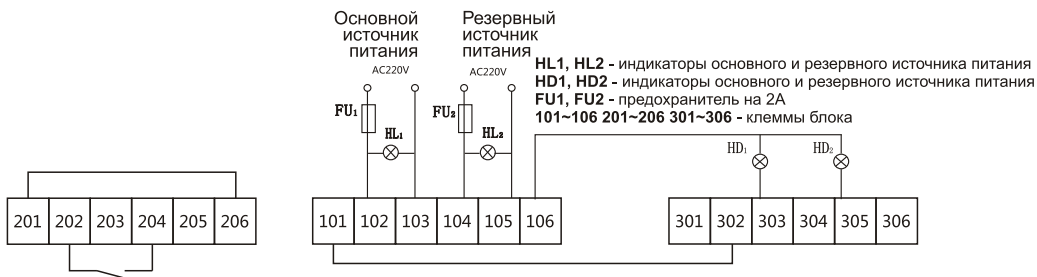 Основной
источник
питания
Резервный
источник
питания
AC220V
AC220V
HL1, HL2 - индикаторы основного и резервного источника питания
HD1, HD2 - индикаторы основного и резервного источника питания
FU1, FU2 - предохранитель на 2А
101~106 201~206 301~306 - клеммы блока
FU1
FU2
HL1
HL2
HD1
HD2
201 202 203 204 205 206
101 102 103 104 105 106
301 302 303 304 305 306